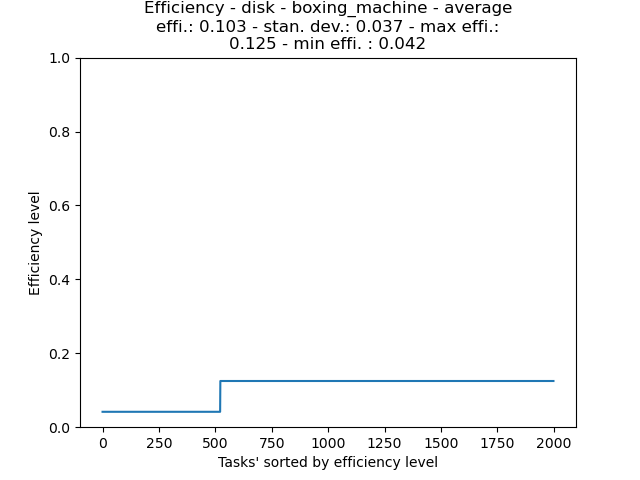 Efficiency - disk - boxing_machine - average
effi.: 0.103 - stan. dev.: 0.037 - max effi.:
0.125 - min effi. : 0.042
1.0
0.8
0.6
0.4
0.2
0.0
Efficiency level
0 250 500 750 1000 1250 1500 1750 2000
Tasks' sorted by efficiency level